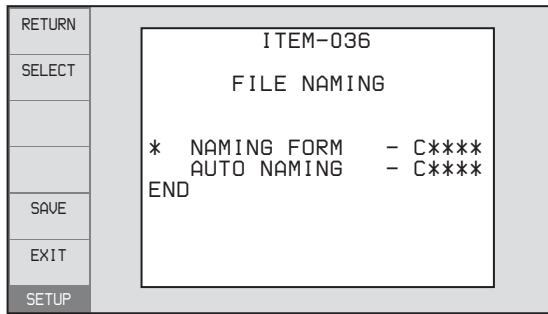 RETURN
SELECT
SAVE
EXIT
SETUP
ITEM-036
FILE NAMING
* NAMING FORM - C****
AUTO NAMING - C****
END